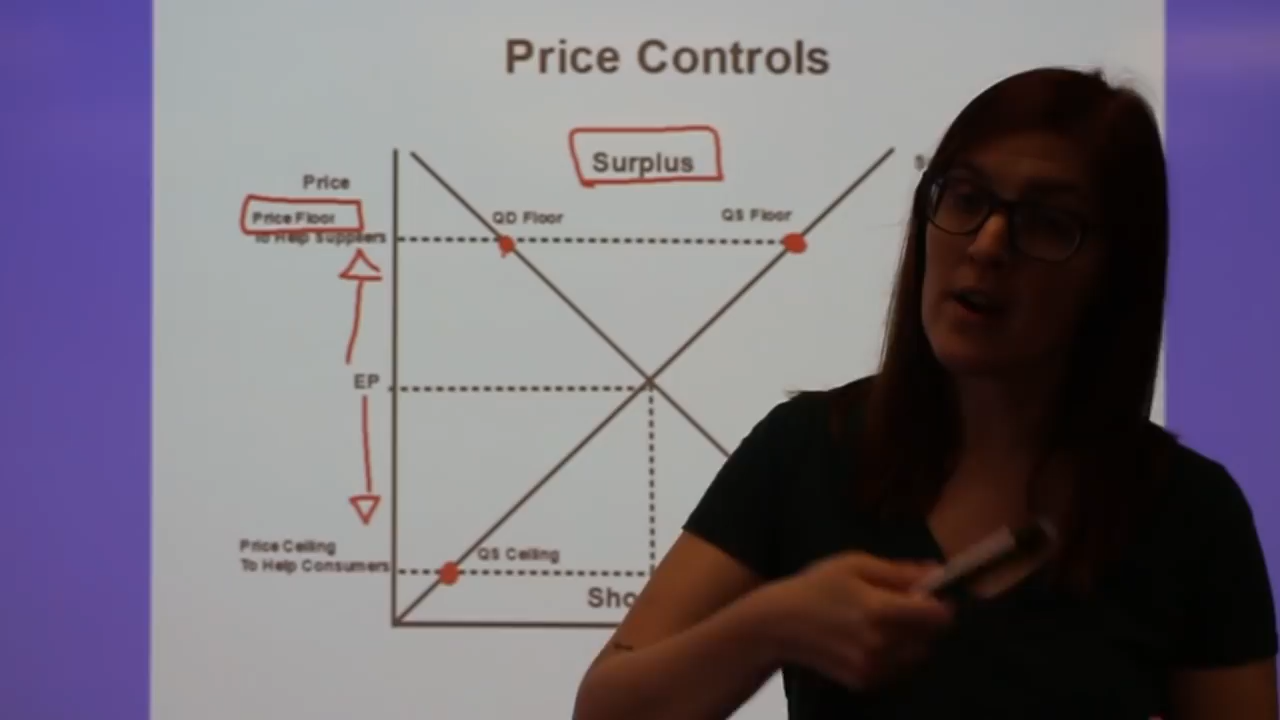 Price Controls
Surplus
Price
Price Floor
To Help Suppliers
QD Floor
QS Floor
EP
Price Ceiling
To Help Consumers
QS Ceiling